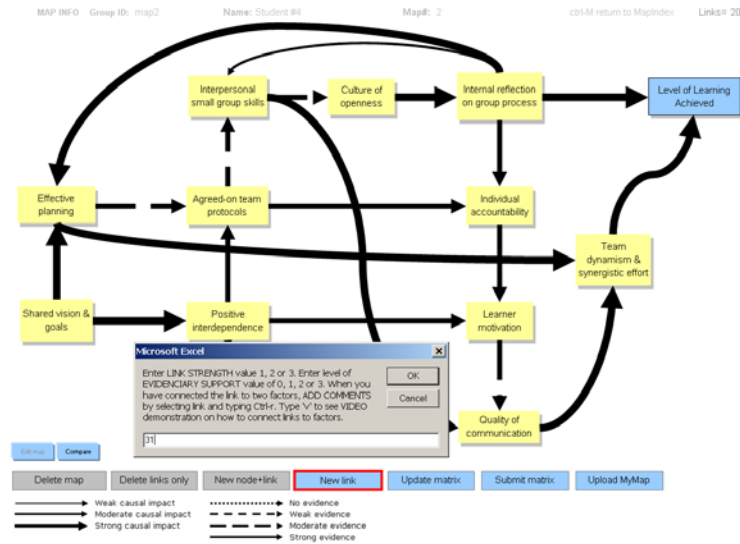 MAP INFO Group ID: map2 Name: Student #4 Map#: 2 ctrl-M return to MapIndex Links= 20
Interpersonal
small group skills
Culture of
openness
Internal reflection
on group process
Level of Learning
Achieved
Effective
planning
Agreed-on team
protocols
Individual
accountability
Team
dynamism &
synergistic effort
Shared vision &
goals
Positive
interdependence
Learner
motivation
Microsoft Excel
Enter LINK STRENGTH value 1, 2 or 3. Enter level of
EVIDENCIARY SUPPORT value of 0, 1, 2 or 3. When you
have connected the link to two factors, ADD COMMENTS
by selecting link and typing Ctrl-r. Type 'v' to see VIDEO
demonstration on how to connect links to factors.
OK
Cancel
31
Quality of
communication
Edit map
Compare
Delete map
Delete links only
New node+link
New link
Update matrix
Submit matrix
Upload MyMap
Weak causal impact
Moderate causal impact
Strong causal impact
No evidence
Weak evidence
Moderate evidence
Strong evidence